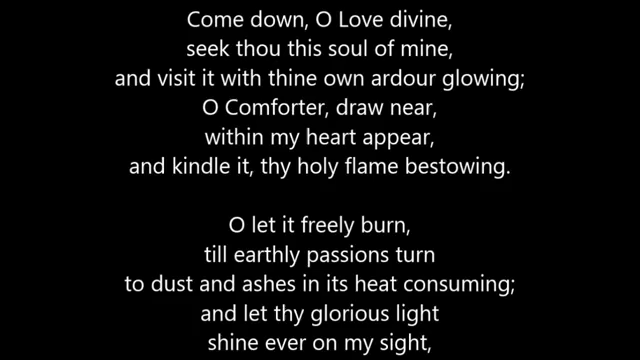 Come down, O Love divine,
seek thou this soul of mine,
and visit it with thine own ardour glowing;
O Comforter, draw near,
within my heart appear,
and kindle it, thy holy flame bestowing.
O let it freely burn,
till earthly passions turn
to dust and ashes in its heat consuming;
and let thy glorious light
shine ever on my sight,